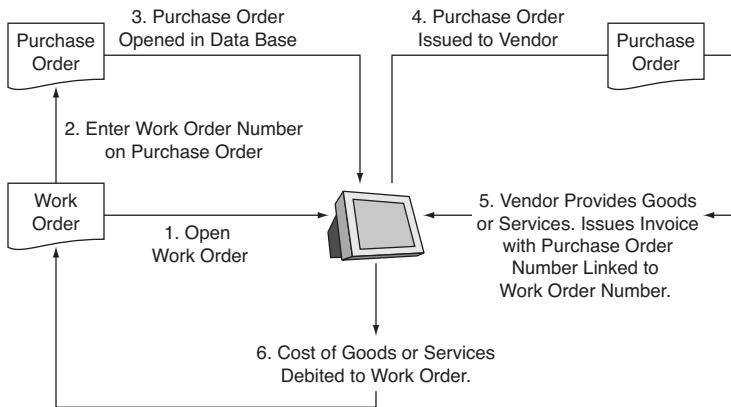 3. Purchase Order
Opened in Data Base
4. Purchase Order
Issued to Vendor
Purchase
Order
Purchase
Order
2. Enter Work Order Number
on Purchase Order
Work
Order
1. Open
Work Order
5. Vendor Provides Goods
or Services. Issues Invoice
with Purchase Order
Number Linked to
Work Order Number.
6. Cost of Goods or Services
Debited to Work Order.